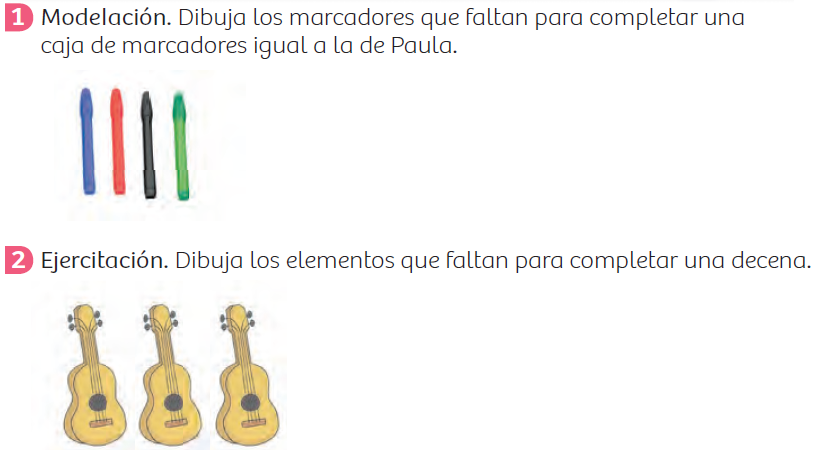 1 Modelación. Dibuja los marcadores que faltan para completar una
caja de marcadores igual a la de Paula.
2 Ejercitación. Dibuja los elementos que faltan para completar una decena.